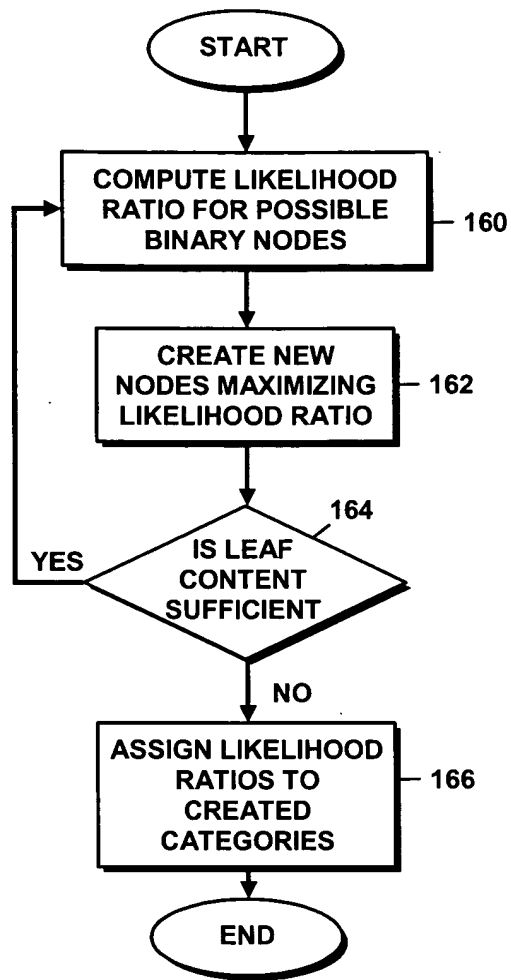 START
COMPUTE LIKELIHOOD
RATIO FOR POSSIBLE
BINARY NODES
160
CREATE NEW
NODES MAXIMIZING
LIKELIHOOD RATIO
162
164
YES
IS LEAF
CONTENT
SUFFICIENT
NO
ASSIGN LIKELIHOOD
RATIOS TO
CREATED
CATEGORIES
166
END